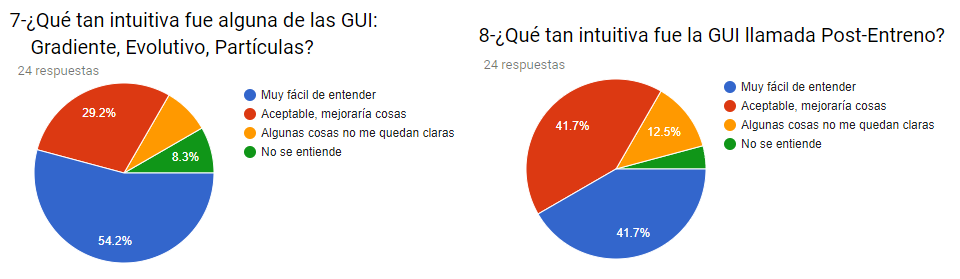 7-¿Qué tan intuitiva fue alguna de las GUI:
Gradiente, Evolutivo, Partículas?
24 respuestas
Muy fácil de entender
Aceptable, mejoraría cosas
Algunas cosas no me quedan claras
No se entiende
29.2%
8.3%
54.2%
8-¿Qué tan intuitiva fue la GUI llamada Post-Entreno?
24 respuestas
Muy fácil de entender
Aceptable, mejoraría cosas
Algunas cosas no me quedan claras
No se entiende
41.7%
12.5%
41.7%